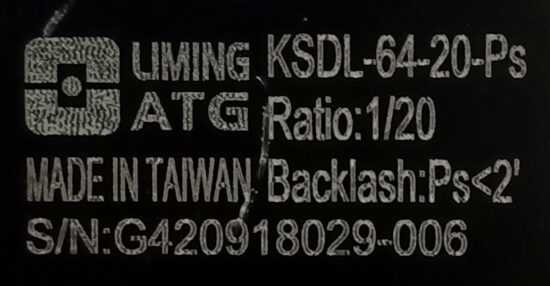 LIMING KSDL-64-20-Ps
ATG Ratio:1/20
MADE IN TAIWAN Backlash:Ps<2'
S/N:G420918029-006